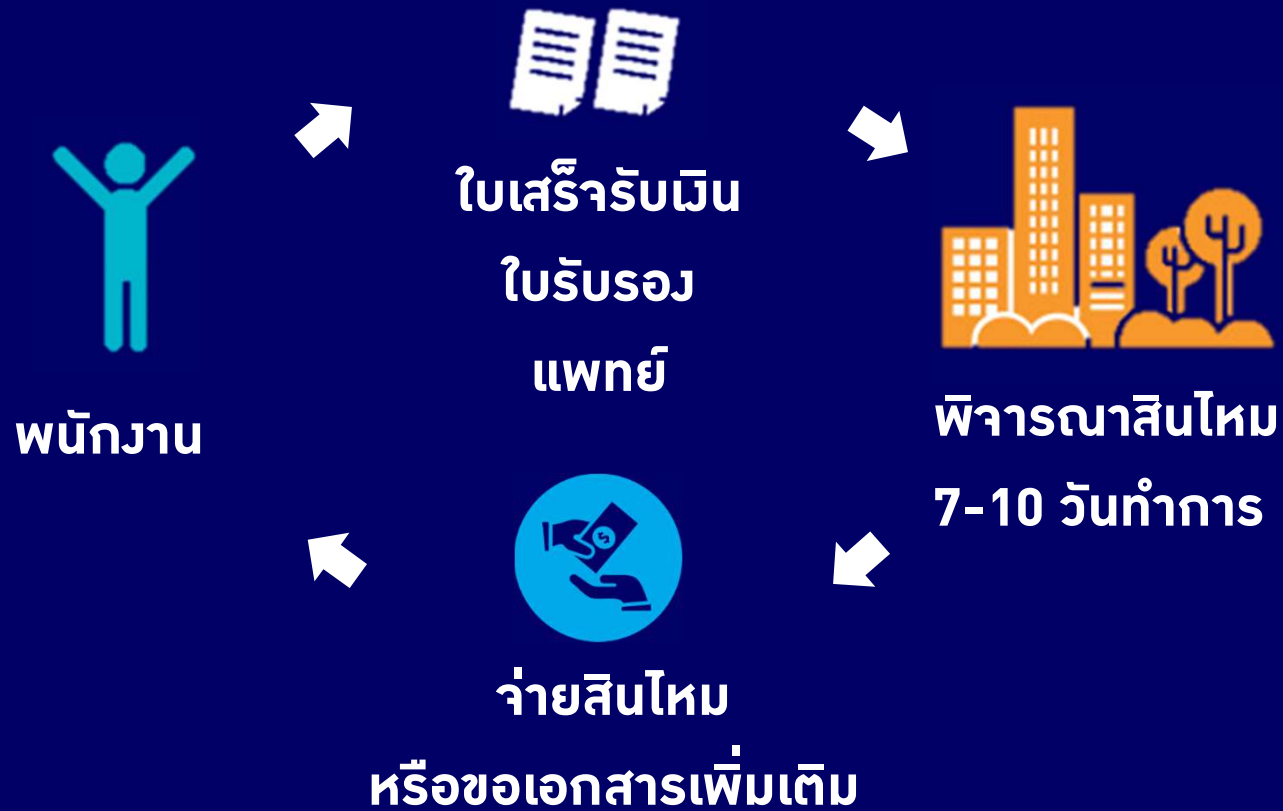 ใบเสร็จรับเงิน
ใบรับรอง
แพทย์
พนักงาน
พิจารณาสินไหม
7-10 วันทำการ
จ่ายสินไหม
หรือขอเอกสารเพิ่มเติม